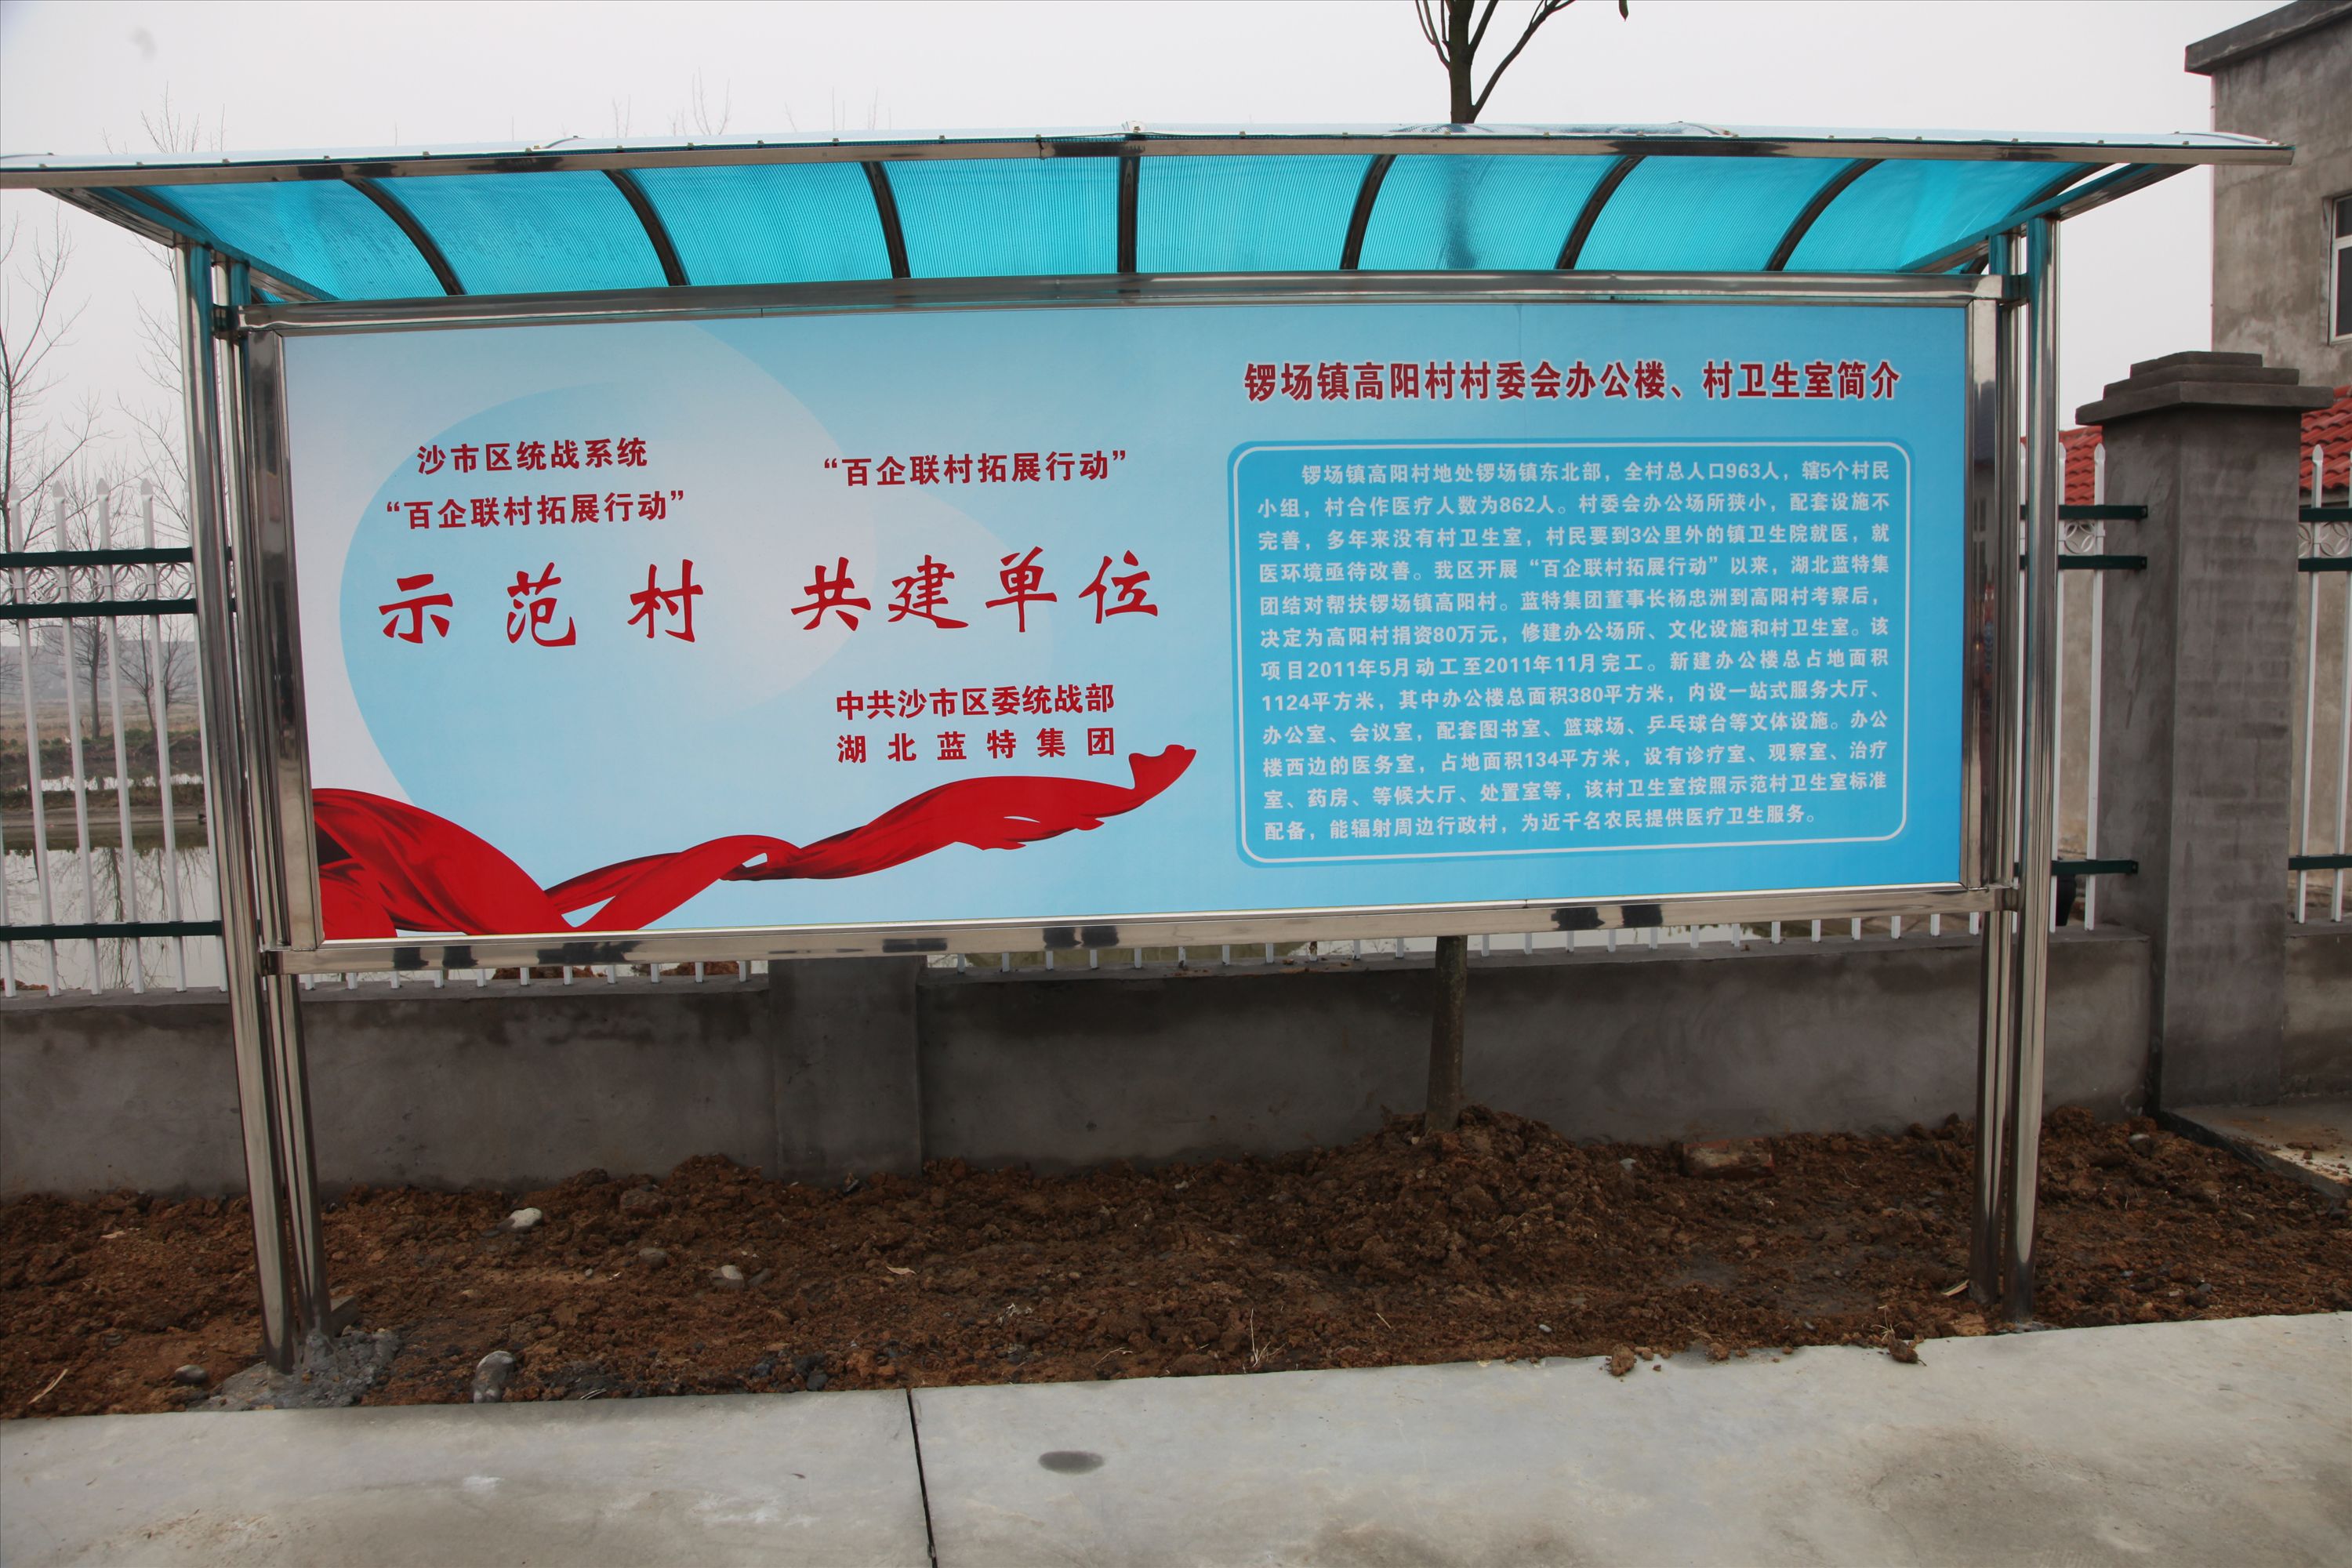 沙市区统战系统
“百企联村拓展行动”
示范村
“百企联村拓展行动”
共建单位
中共沙市区委统战部
湖北蓝特集团
锣场镇高阳村村委会办公楼、村卫生室简介
锣场镇高阳村地处锣场镇东北部，全村总人口963人，辖5个村民
小组，村合作医疗人数为862人。村委会办公场所狭小，配套设施不
完善，多年来没有村卫生室，村民要到3公里外的镇卫生院就医，就
医环境亟待改善。我区开展“百企联村拓展行动”以来，湖北蓝特集
团结对帮扶锣场镇高阳村。蓝特集团董事长杨忠洲到高阳村考察后，
决定为高阳村捐资80万元，修建办公场所、文化设施和村卫生室。该
项目2011年5月动工至2011年11月完工。新建办公楼总占地面积
1124平方米，其中办公楼总面积380平方米，内设一站式服务大厅、
办公室、会议室，配套图书室、篮球场、乒乓球台等文体设施。办公
楼西边的医务室，占地面积134平方米，设有诊疗室、观察室、治疗
室、药房、等候大厅、处置室等，该村卫生室按照示范村卫生室标准
配备，能辐射周边行政村，为近千名农民提供医疗卫生服务。